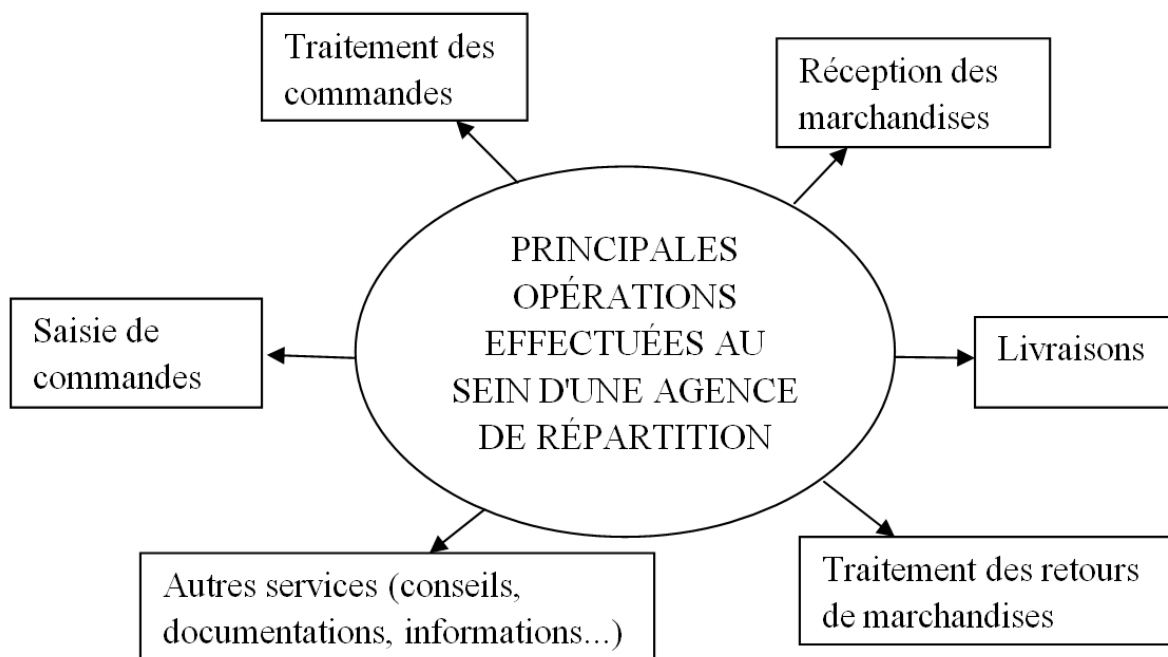 Traitement des
commandes
Réception des
marchandises
PRINCIPALES
OPÉRATIONS
EFFECTUÉES AU
SEIN D'UNE AGENCE
DE RÉPARTITION
Saisie de
commandes
Livraisons
Autres services (conseils,
documentations, informations...)
Traitement des retours
de marchandises